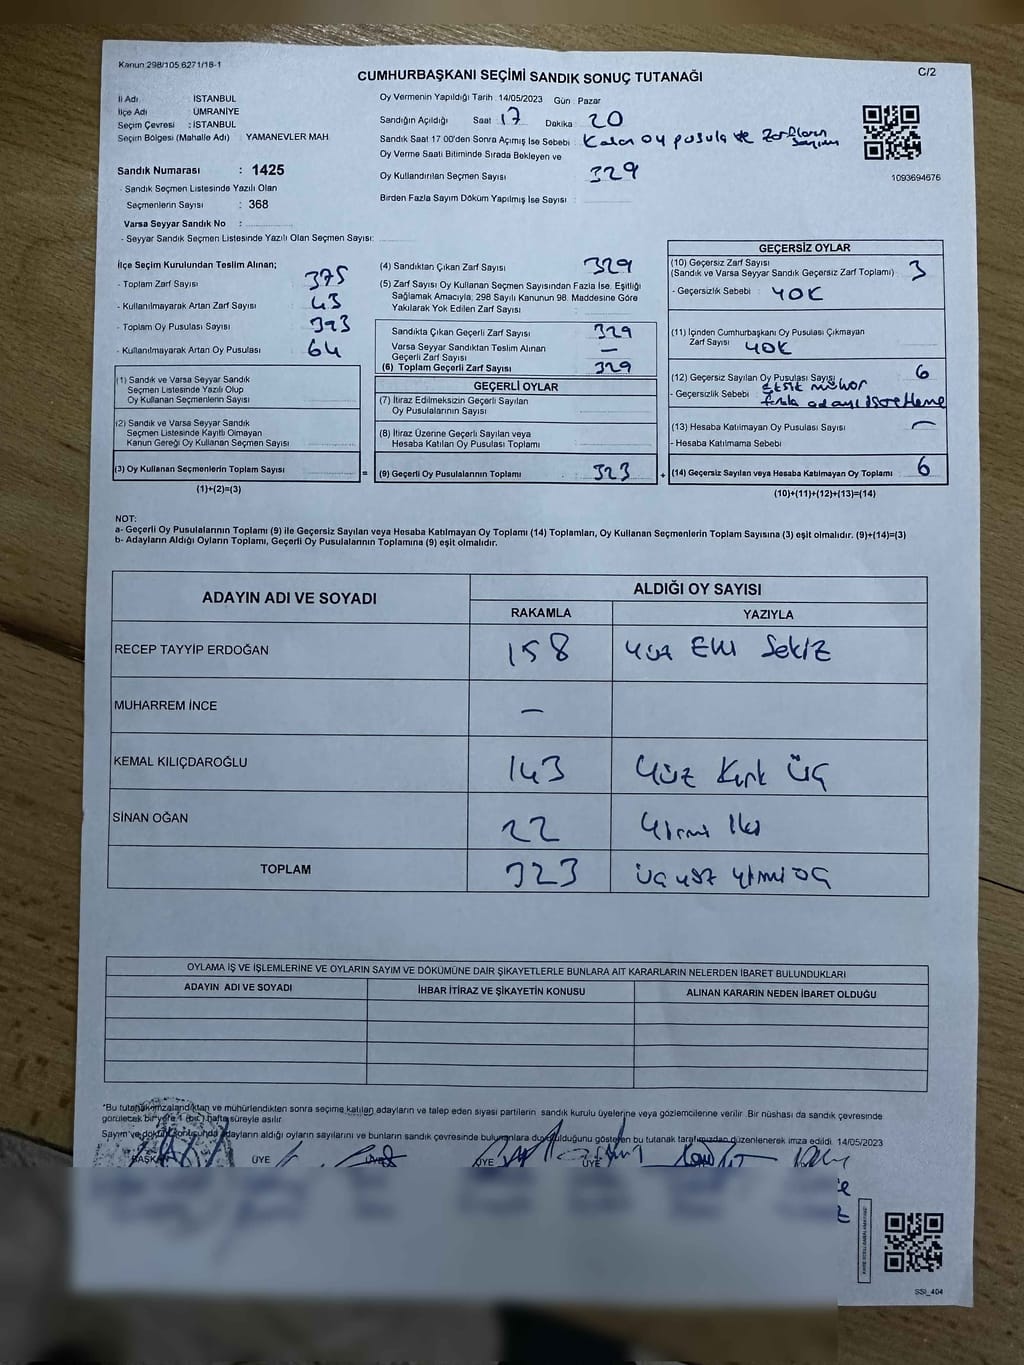 Kanun 298/105 6271/18-1
CUMHURBAŞKANI SEÇİMİ SANDIK SONUÇ TUTANAĞI
C/2
İl Adı : İSTANBUL
İlçe Adı : ÜMRANİYE
Seçim Çevresi : İSTANBUL
Seçim Bölgesi (Mahalle Adı) : YAMANEVLER MAH.
Sandık Numarası : 1425
- Sandık Seçmen Listesinde Yazılı Olan
Seçmenlerin Sayısı : 368
Varsa Seyyar Sandık No :
- Seyyar Sandık Seçmen Listesinde Yazılı Olan Seçmen Sayısı:
Oy Vermenin Yapıldığı Tarih : 14/05/2023 Gün : Pazar
Sandığın Açıldığı Saat : 17 Dakika : 20
Sandık Saat 17:00'den Sonra Açımış İse Sebebi : Kalan oy pusula ve Zarfların sayımı
Oy Verme Saati Bitiminde Sırada Bekleyen ve
Oy Kullandırılan Seçmen Sayısı : 329
Birden Fazla Sayım Döküm Yapılmış İse Sayısı :
1093694676
İlçe Seçim Kurulundan Teslim Alınan;
- Toplam Zarf Sayısı : 375
- Kullanılmayarak Artan Zarf Sayısı : 43
- Toplam Oy Pusulası Sayısı : 393
- Kullanılmayarak Artan Oy Pusulası : 64
(1) Sandık ve Varsa Seyyar Sandık
Seçmen Listesinde Yazılı Olup
Oy Kullanan Seçmenlerin Sayısı :
(2) Sandık ve Varsa Seyyar Sandık
Seçmen Listesinde Kayıtlı Olmayan
Kanun Gereği Oy Kullanan Seçmen Sayısı :
(3) Oy Kullanan Seçmenlerin Toplam Sayısı :
(1)+(2)=(3)
(4) Sandıktan Çıkan Zarf Sayısı : 329
(5) Zarf Sayısı Oy Kullanan Seçmen Sayısından Fazla İse, Eşitliği
Sağlamak Amacıyla; 298 Sayılı Kanunun 98. Maddesine Göre
Yakılarak Yok Edilen Zarf Sayısı :
Sandıkta Çıkan Geçerli Zarf Sayısı : 329
Varsa Seyyar Sandıktan Teslim Alınan
Geçerli Zarf Sayısı : —
(6) Toplam Geçerli Zarf Sayısı : 329
GEÇERLİ OYLAR
(7) İtiraz Edilmeksizin Geçerli Sayılan
Oy Pusulalarının Sayısı :
(8) İtiraz Üzerine Geçerli Sayılan veya
Hesaba Katılan Oy Pusulası Toplamı :
= (9) Geçerli Oy Pusulalarının Toplamı : 323
GEÇERSİZ OYLAR
(10) Geçersiz Zarf Sayısı
(Sandık ve Varsa Seyyar Sandık Geçersiz Zarf Toplamı) : 3
- Geçersizlik Sebebi : YOK
(11) İçinden Cumhurbaşkanı Oy Pusulası Çıkmayan
Zarf Sayısı : YOK
(12) Geçersiz Sayılan Oy Pusulası Sayısı : 6
- Geçersizlik Sebebi : Eksik mühür
fazla adayı işaretleme
(13) Hesaba Katılmayan Oy Pusulası Sayısı : —
- Hesaba Katılmama Sebebi :
+ (14) Geçersiz Sayılan veya Hesaba Katılmayan Oy Toplamı : 6
(10)+(11)+(12)+(13)=(14)
NOT:
a- Geçerli Oy Pusulalarının Toplamı (9) ile Geçersiz Sayılan veya Hesaba Katılmayan Oy Toplamı (14) Toplamları, Oy Kullanan Seçmenlerin Toplam Sayısına (3) eşit olmalıdır. (9)+(14)=(3)
b- Adayların Aldığı Oyların Toplamı, Geçerli Oy Pusulalarının Toplamına (9) eşit olmalıdır.
ADAYIN ADI VE SOYADI
ALDIĞI OY SAYISI
RAKAMLA YAZIYLA
RECEP TAYYİP ERDOĞAN 158 Yüz Elli Sekiz
MUHARREM İNCE —
KEMAL KILIÇDAROĞLU 143 Yüz Kırk Üç
SİNAN OĞAN 22 Yirmi İki
TOPLAM 323 üç yüz yirmi üç
OYLAMA İŞ VE İŞLEMLERİNE VE OYLARIN SAYIM VE DÖKÜMÜNE DAİR ŞİKAYETLERLE BUNLARA AİT KARARLARIN NELERDEN İBARET BULUNDUKLARI
ADAYIN ADI VE SOYADI İHBAR İTİRAZ VE ŞİKAYETİN KONUSU ALINAN KARARIN NEDEN İBARET OLDUĞU
*Bu tutanak imzalandıktan ve mühürlendikten sonra seçime katılan adayların ve talep eden siyasi partilerin sandık kurulu üyelerine veya gözlemcilerine verilir. Bir nüshası da sandık çevresinde
görülecek bir yere 1 (bir) hafta süreyle asılır.
Sayım ve döküm sonucunda adayların aldığı oyların sayılarını ve bunların sandık çevresinde bulunanlara duyurulduğunu gösteren bu tutanak tarafımızdan düzenlenerek imza edildi. 14/05/2023
BAŞKAN ÜYE ÜYE ÜYE ÜYE
SSI_404